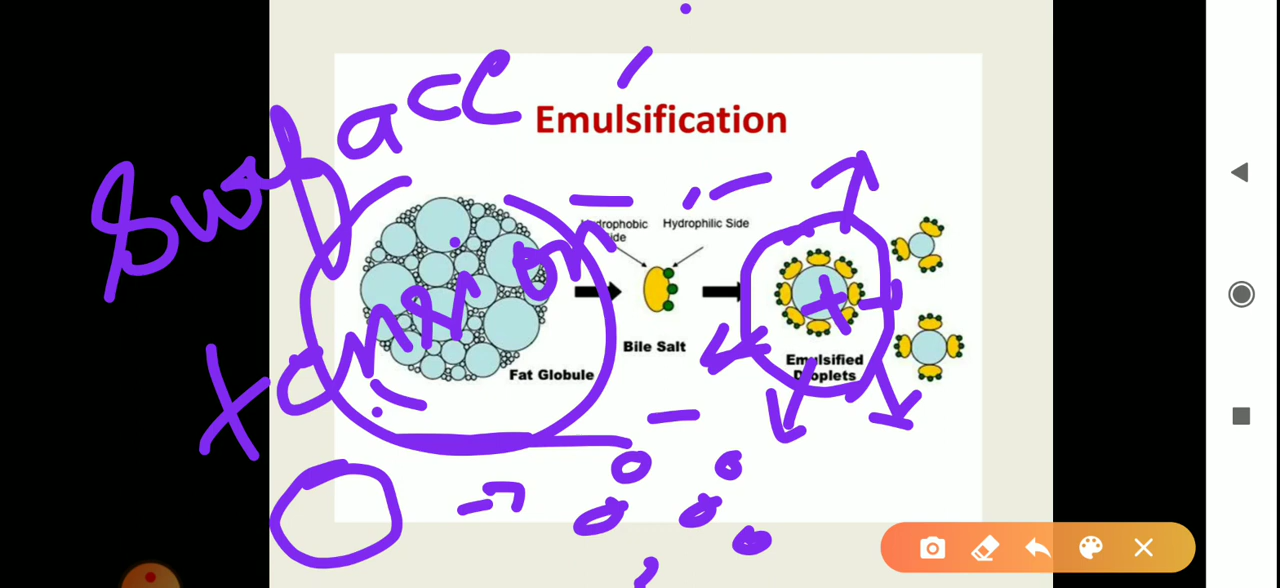 Surface
Emulsification
Hydrophobic Side
Hydrophilic Side
tension
Bile Salt
Fat Globule
Emulsified
Droplets